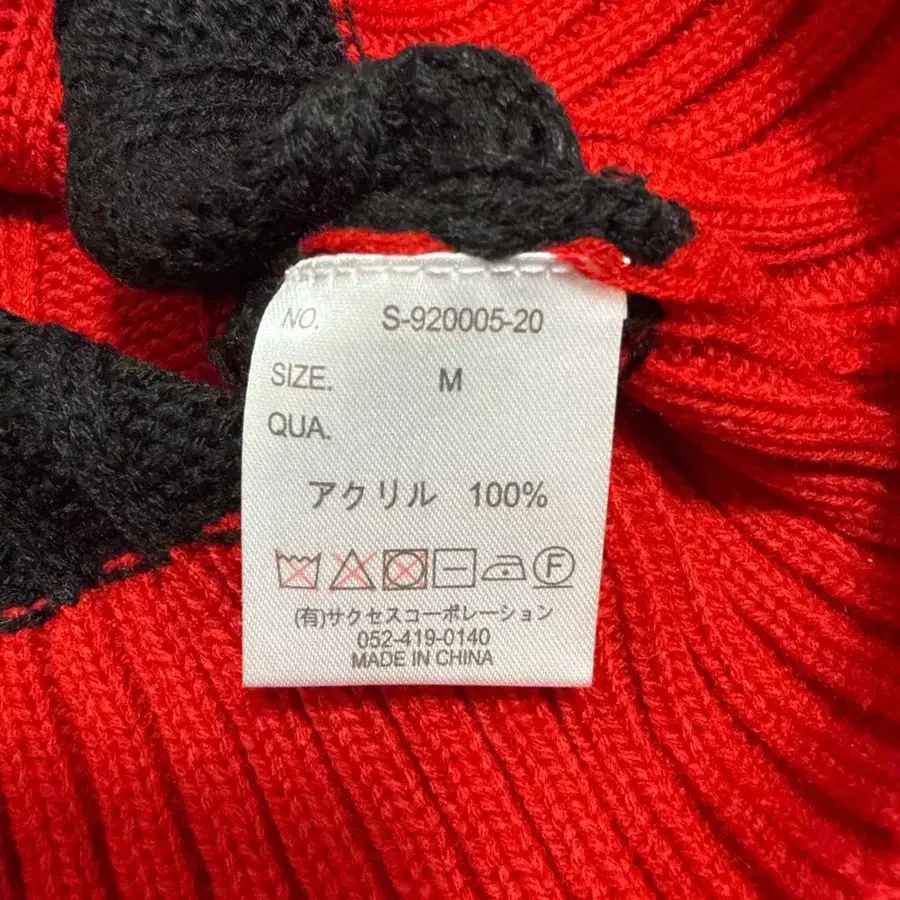 NO. S-920005-20
SIZE. M
QUA.
アクリル 100%
F
(有)サクセスコーポレーション
052-419-0140
MADE IN CHINA